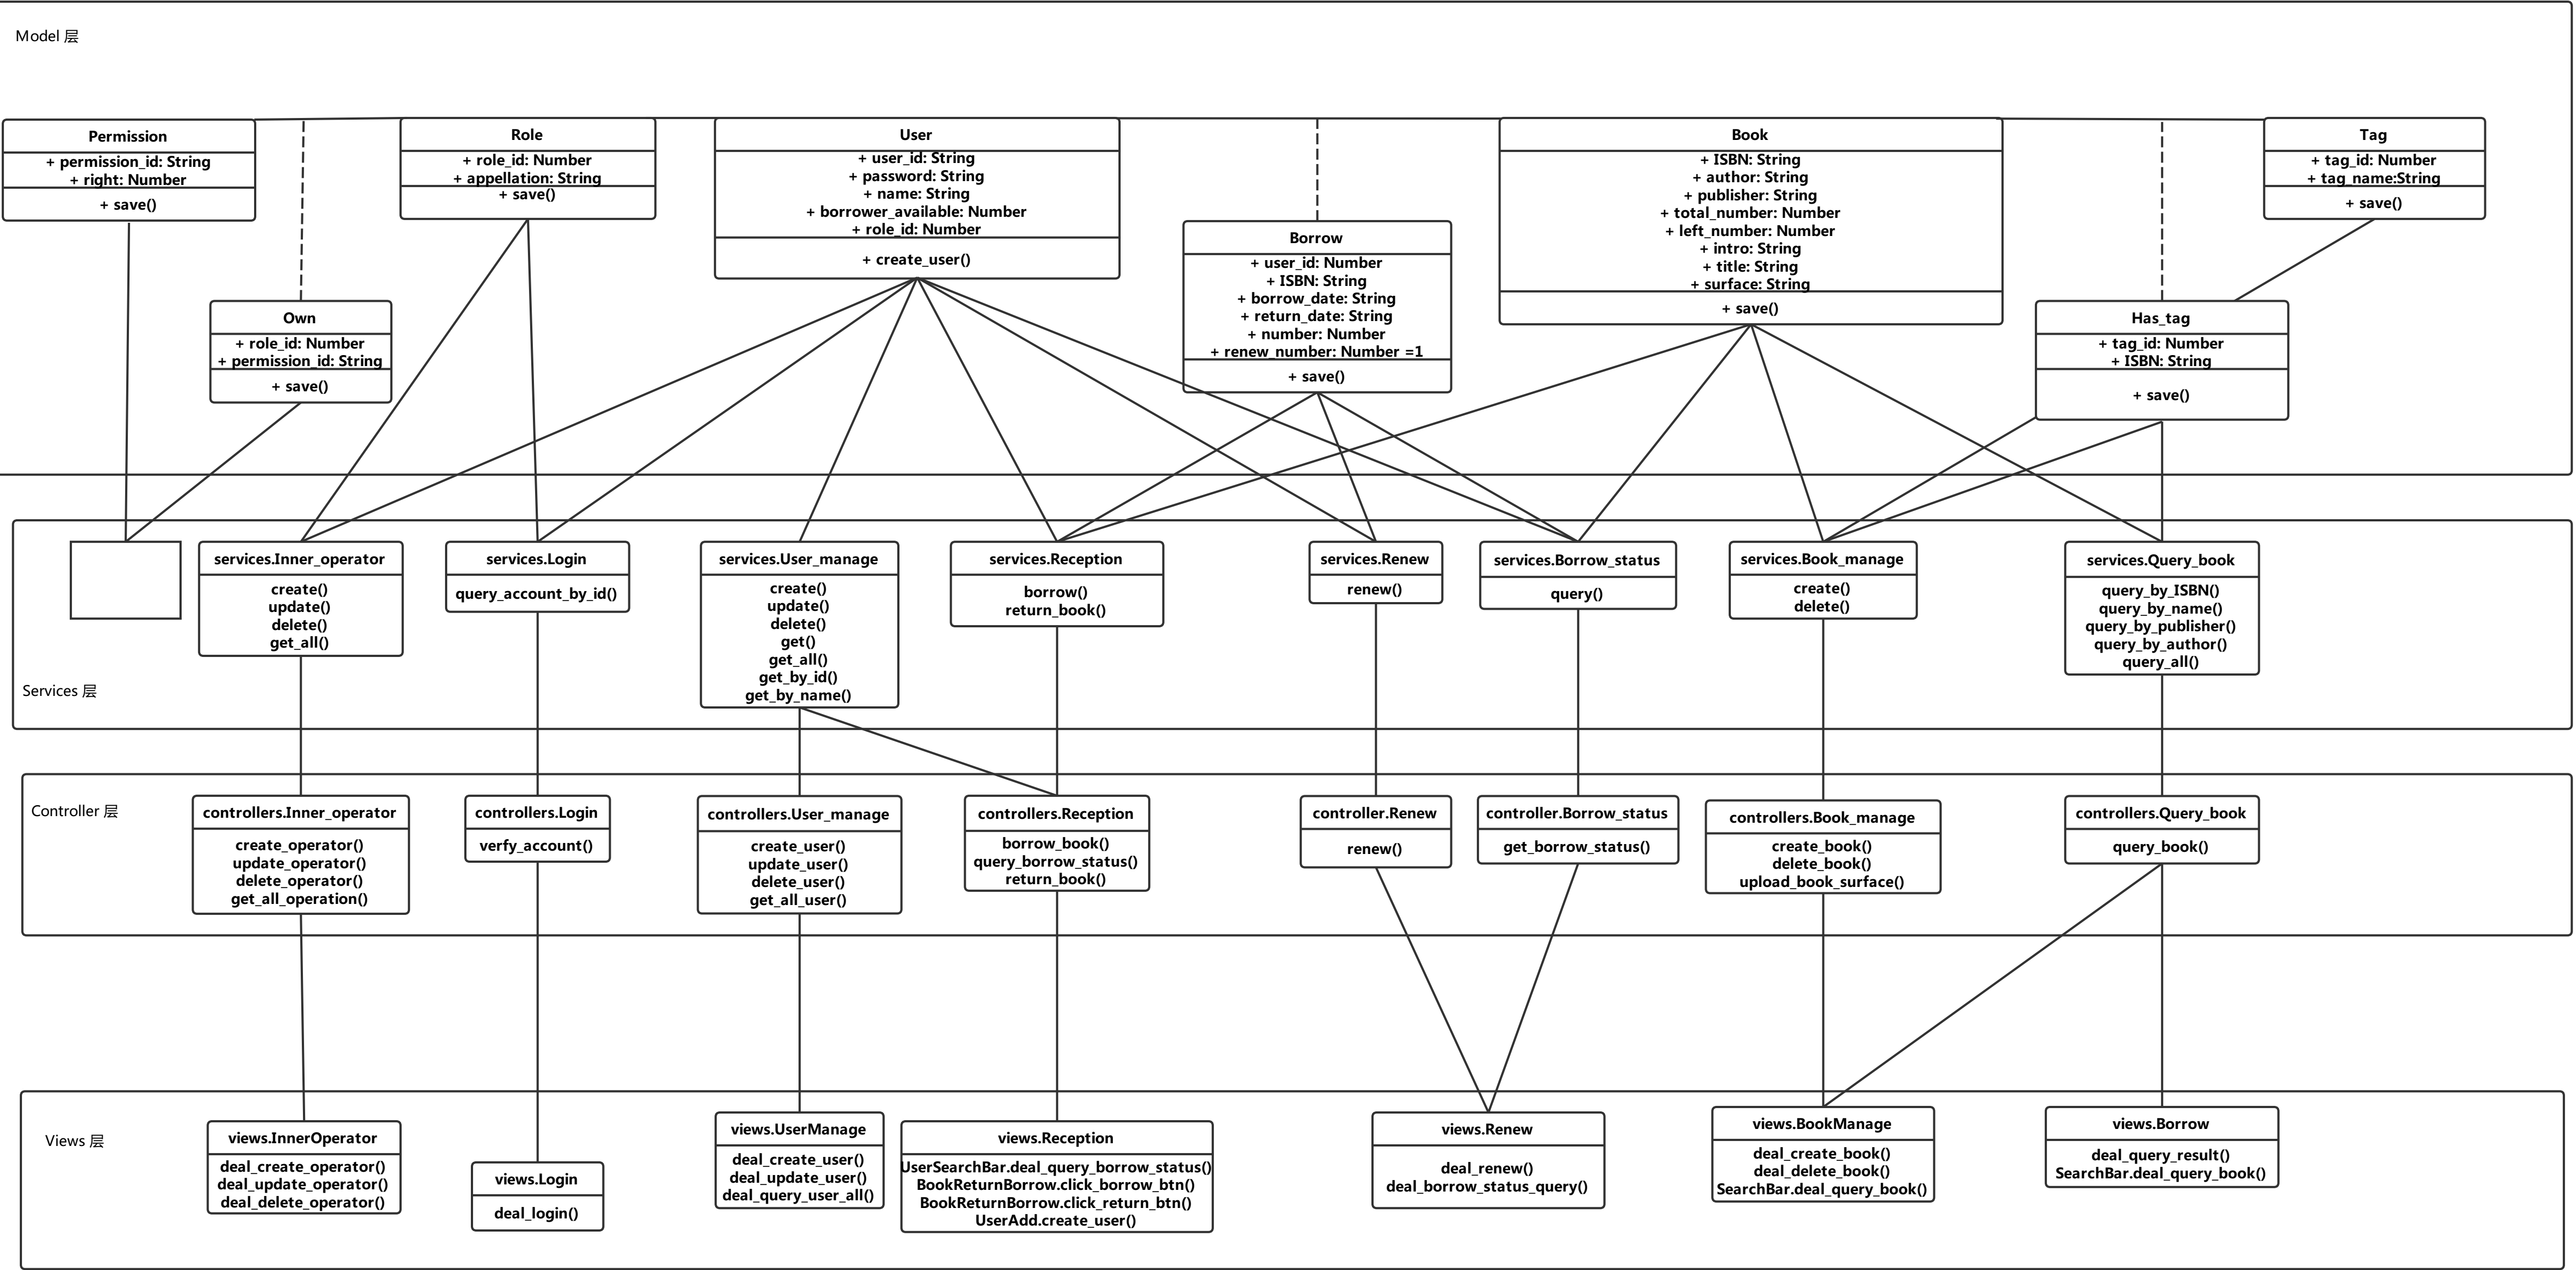 Model 层
Permission
+ permission_id: String
+ right: Number
+ save()
Own
+ role_id: Number
+ permission_id: String
+ save()
Role
+ role_id: Number
+ appellation: String
+ save()
User
+ user_id: String
+ password: String
+ name: String
+ borrower_available: Number
+ role_id: Number
+ create_user()
Borrow
+ user_id: Number
+ ISBN: String
+ borrow_date: String
+ return_date: String
+ number: Number
+ renew_number: Number =1
+ save()
Book
+ ISBN: String
+ author: String
+ publisher: String
+ total_number: Number
+ left_number: Number
+ intro: String
+ title: String
+ surface: String
+ save()
Has_tag
+ tag_id: Number
+ ISBN: String
+ save()
Tag
+ tag_id: Number
+ tag_name:String
+ save()
Services 层
services.Inner_operator
create()
update()
delete()
get_all()
services.Login
query_account_by_id()
services.User_manage
create()
update()
delete()
get()
get_all()
get_by_id()
get_by_name()
services.Reception
borrow()
return_book()
services.Renew
renew()
services.Borrow_status
query()
services.Book_manage
create()
delete()
services.Query_book
query_by_ISBN()
query_by_name()
query_by_publisher()
query_by_author()
query_all()
Controller 层
controllers.Inner_operator
create_operator()
update_operator()
delete_operator()
get_all_operation()
controllers.Login
verfy_account()
controllers.User_manage
create_user()
update_user()
delete_user()
get_all_user()
controllers.Reception
borrow_book()
query_borrow_status()
return_book()
controller.Renew
renew()
controller.Borrow_status
get_borrow_status()
controllers.Book_manage
create_book()
delete_book()
upload_book_surface()
controllers.Query_book
query_book()
Views 层
views.InnerOperator
deal_create_operator()
deal_update_operator()
deal_delete_operator()
views.Login
deal_login()
views.UserManage
deal_create_user()
deal_update_user()
deal_query_user_all()
views.Reception
UserSearchBar.deal_query_borrow_status()
BookReturnBorrow.click_borrow_btn()
BookReturnBorrow.click_return_btn()
UserAdd.create_user()
views.Renew
deal_renew()
deal_borrow_status_query()
views.BookManage
deal_create_book()
deal_delete_book()
SearchBar.deal_query_book()
views.Borrow
deal_query_result()
SearchBar.deal_query_book()